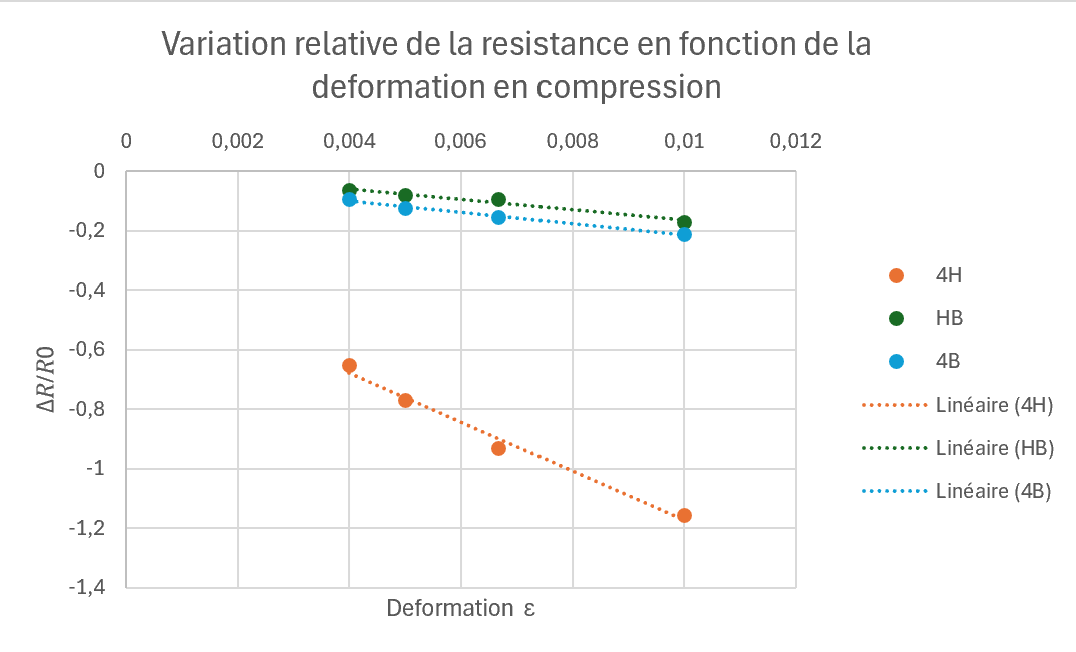 Variation relative de la resistance en fonction de la
deformation en compression
0 0,002 0,004 0,006 0,008 0,01 0,012
0
-0,2
-0,4
-0,6
-0,8
-1
-1,2
-1,4
ΔR/R0
Deformation ε
4H
HB
4B
Linéaire (4H)
Linéaire (HB)
Linéaire (4B)